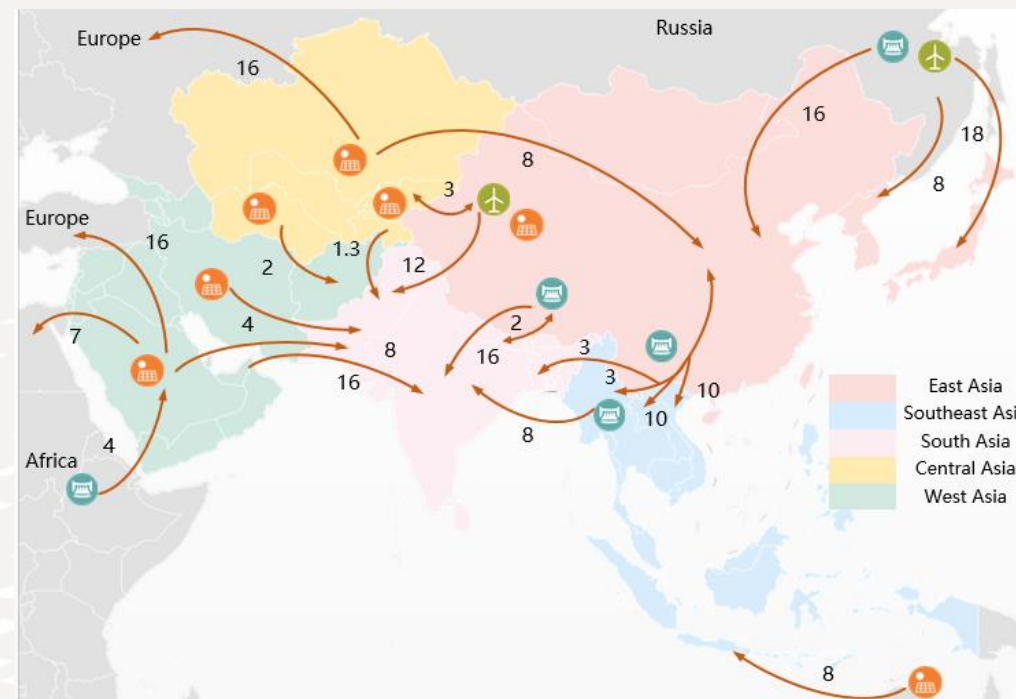 Europe
Russia
16
16
18
8
8
3
Europe
16
2
1.3
12
7
4
2
8
16
3
16
3
10
10
8
4
Africa
8
East Asia
Southeast Asi
South Asia
Central Asia
West Asia